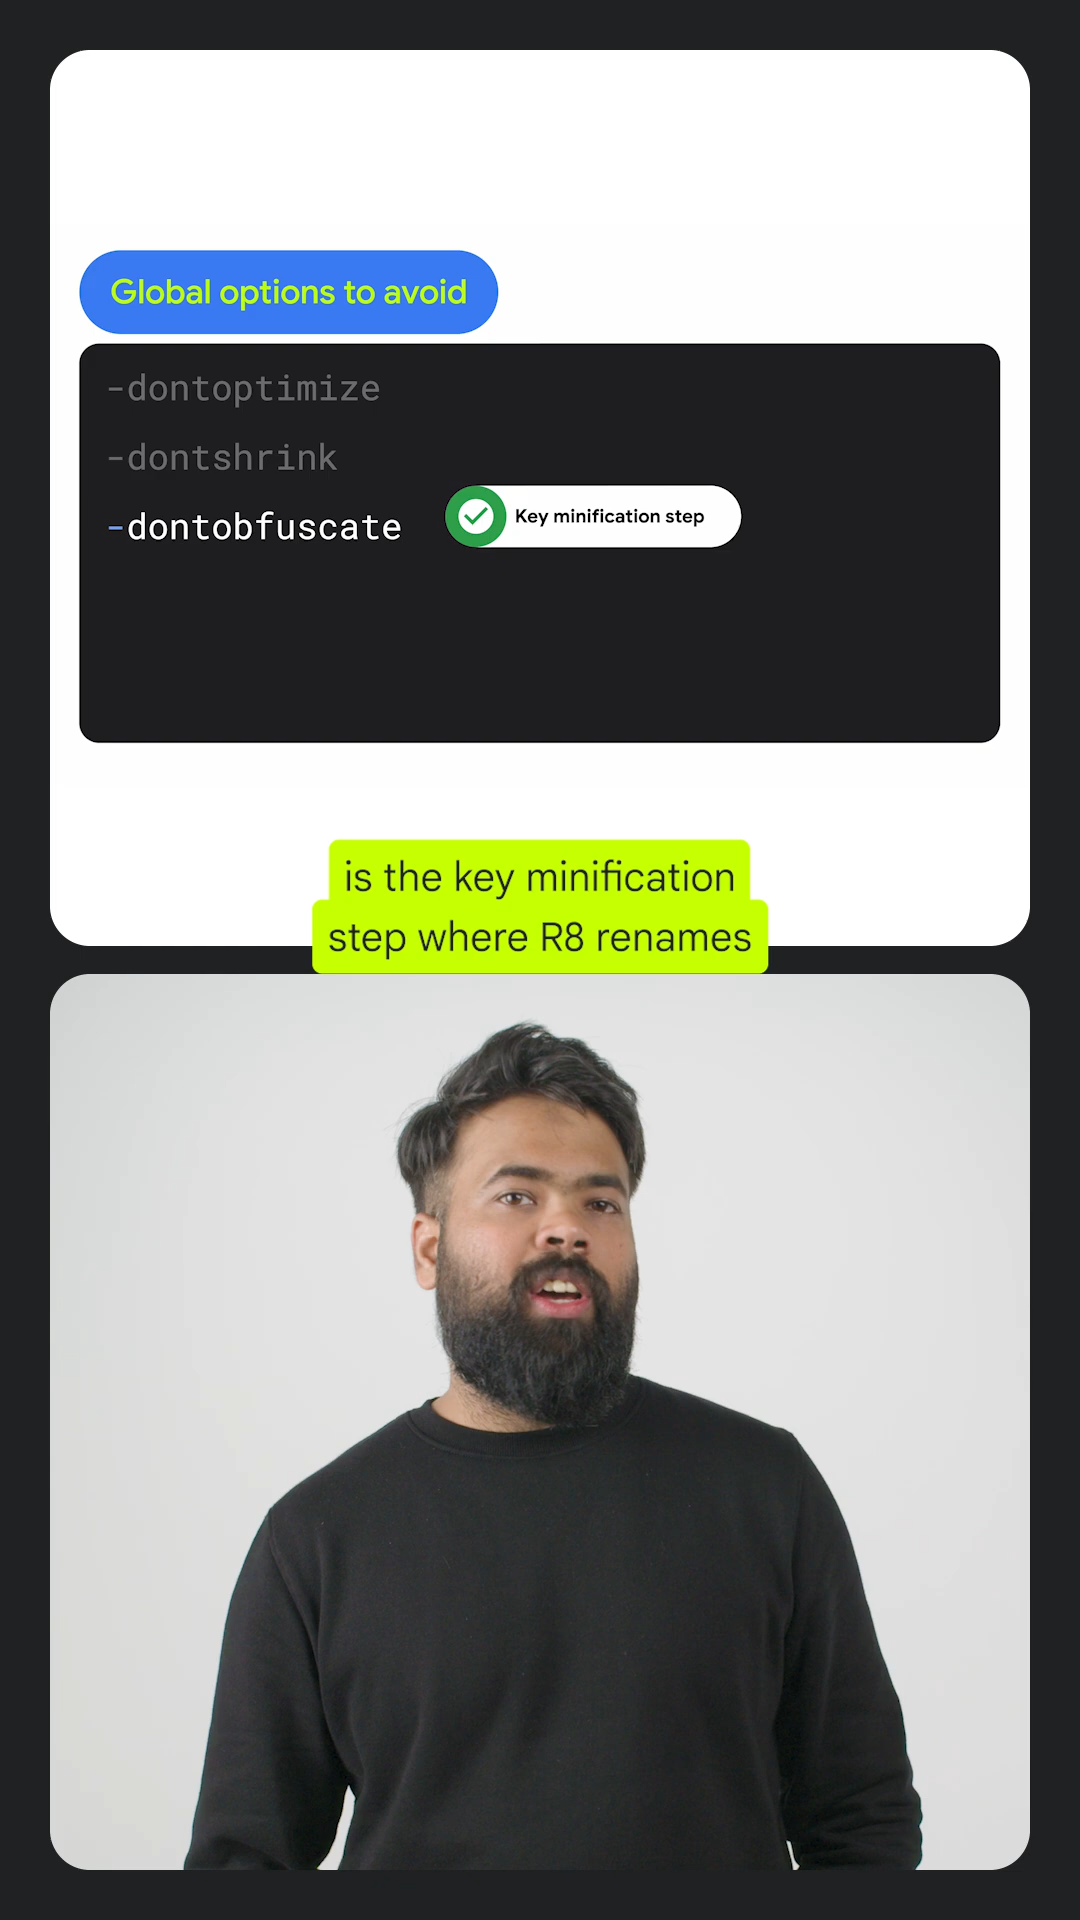 Global options to avoid
-dontoptimize
-dontshrink
-dontobfuscate
Key minification step
is the key minification
step where R8 renames